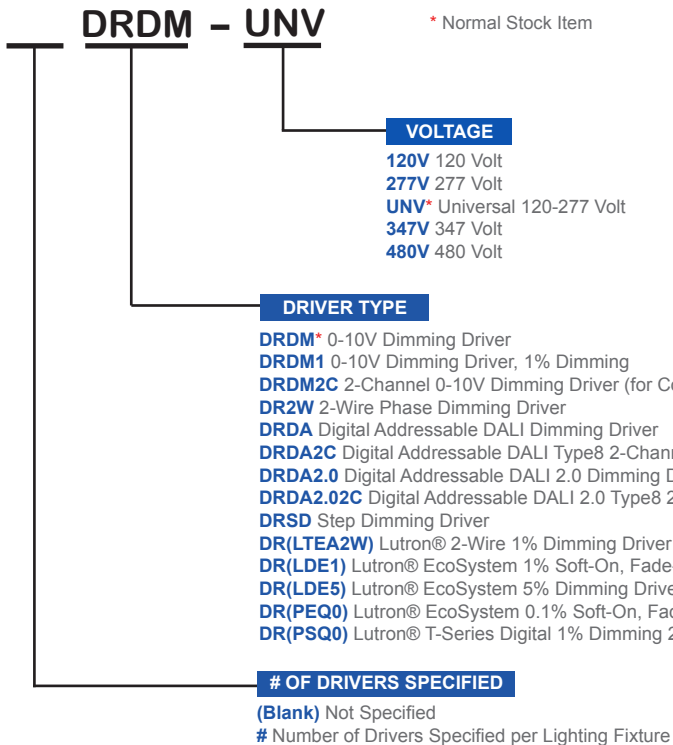 DRDM – UNV
* Normal Stock Item
VOLTAGE
120V 120 Volt
277V 277 Volt
UNV* Universal 120-277 Volt
347V 347 Volt
480V 480 Volt
DRIVER TYPE
DRDM* 0-10V Dimming Driver
DRDM1 0-10V Dimming Driver, 1% Dimming
DRDM2C 2-Channel 0-10V Dimming Driver (for
DR2W 2-Wire Phase Dimming Driver
DRDA Digital Addressable DALI Dimming Driver
DRDA2C Digital Addressable DALI Type8
DRDA2.0 Digital Addressable DALI 2.0 Dimming
DRDA2.02C Digital Addressable DALI 2.0 Type8
DRSD Step Dimming Driver
DR(LTEA2W) Lutron® 2-Wire 1% Dimming Driver
DR(LDE1) Lutron® EcoSystem 1% Soft-On,
DR(LDE5) Lutron® EcoSystem 5% Dimming
DR(PEQ0) Lutron® EcoSystem 0.1% Soft-On,
DR(PSQ0) Lutron® T-Series Digital 1% Dimming
# OF DRIVERS SPECIFIED
(Blank) Not Specified
# Number of Drivers Specified per Lighting Fixture